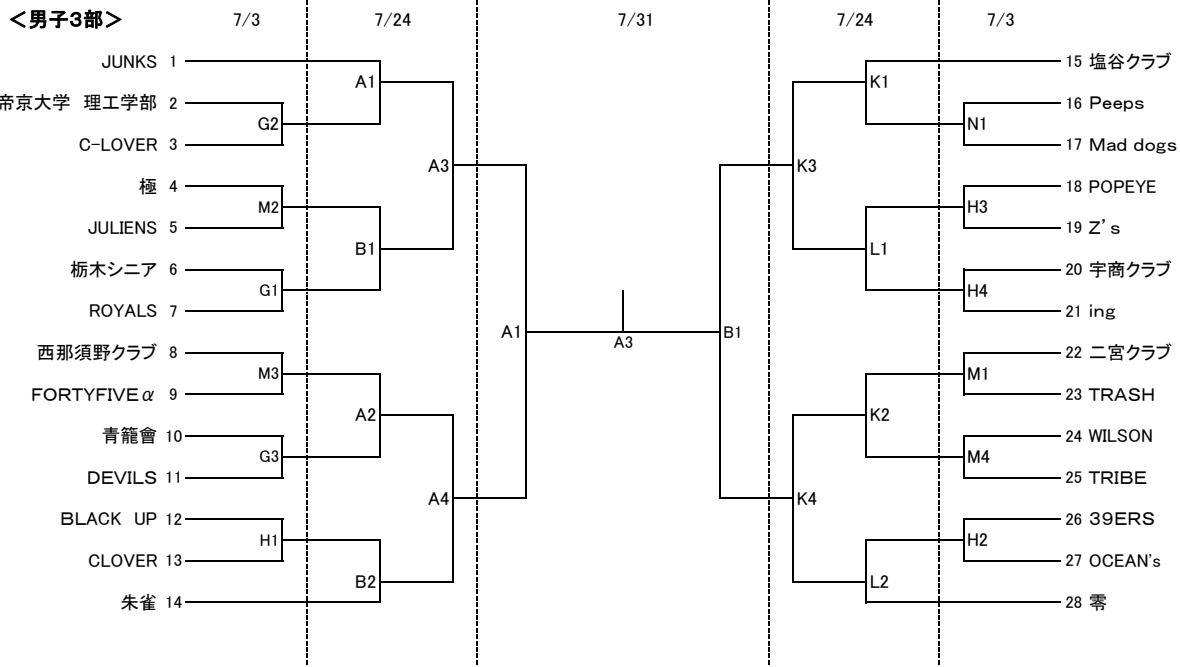 ＜男子3部＞ 7/3 7/24 7/31 7/24 7/3
JUNKS 1 15 塩谷クラブ
A1 K1
帝京大学　理工学部 2 16 Peeps
G2 N1
C-LOVER 3 17 Mad dogs
A3 K3
極 4 18 POPEYE
M2 H3
JULIENS 5 19 Z's
B1 L1
栃木シニア 6 20 宇商クラブ
G1 H4
ROYALS 7 21 ing
A1 B1
A3
西那須野クラブ 8 22 二宮クラブ
M3 M1
FORTYFIVEα 9 23 TRASH
A2 K2
青龍會 10 24 WILSON
G3 M4
DEVILS 11 25 TRIBE
A4 K4
BLACK　UP 12 26 39ERS
H1 H2
CLOVER 13 27 OCEAN's
B2 L2
朱雀 14 28 零